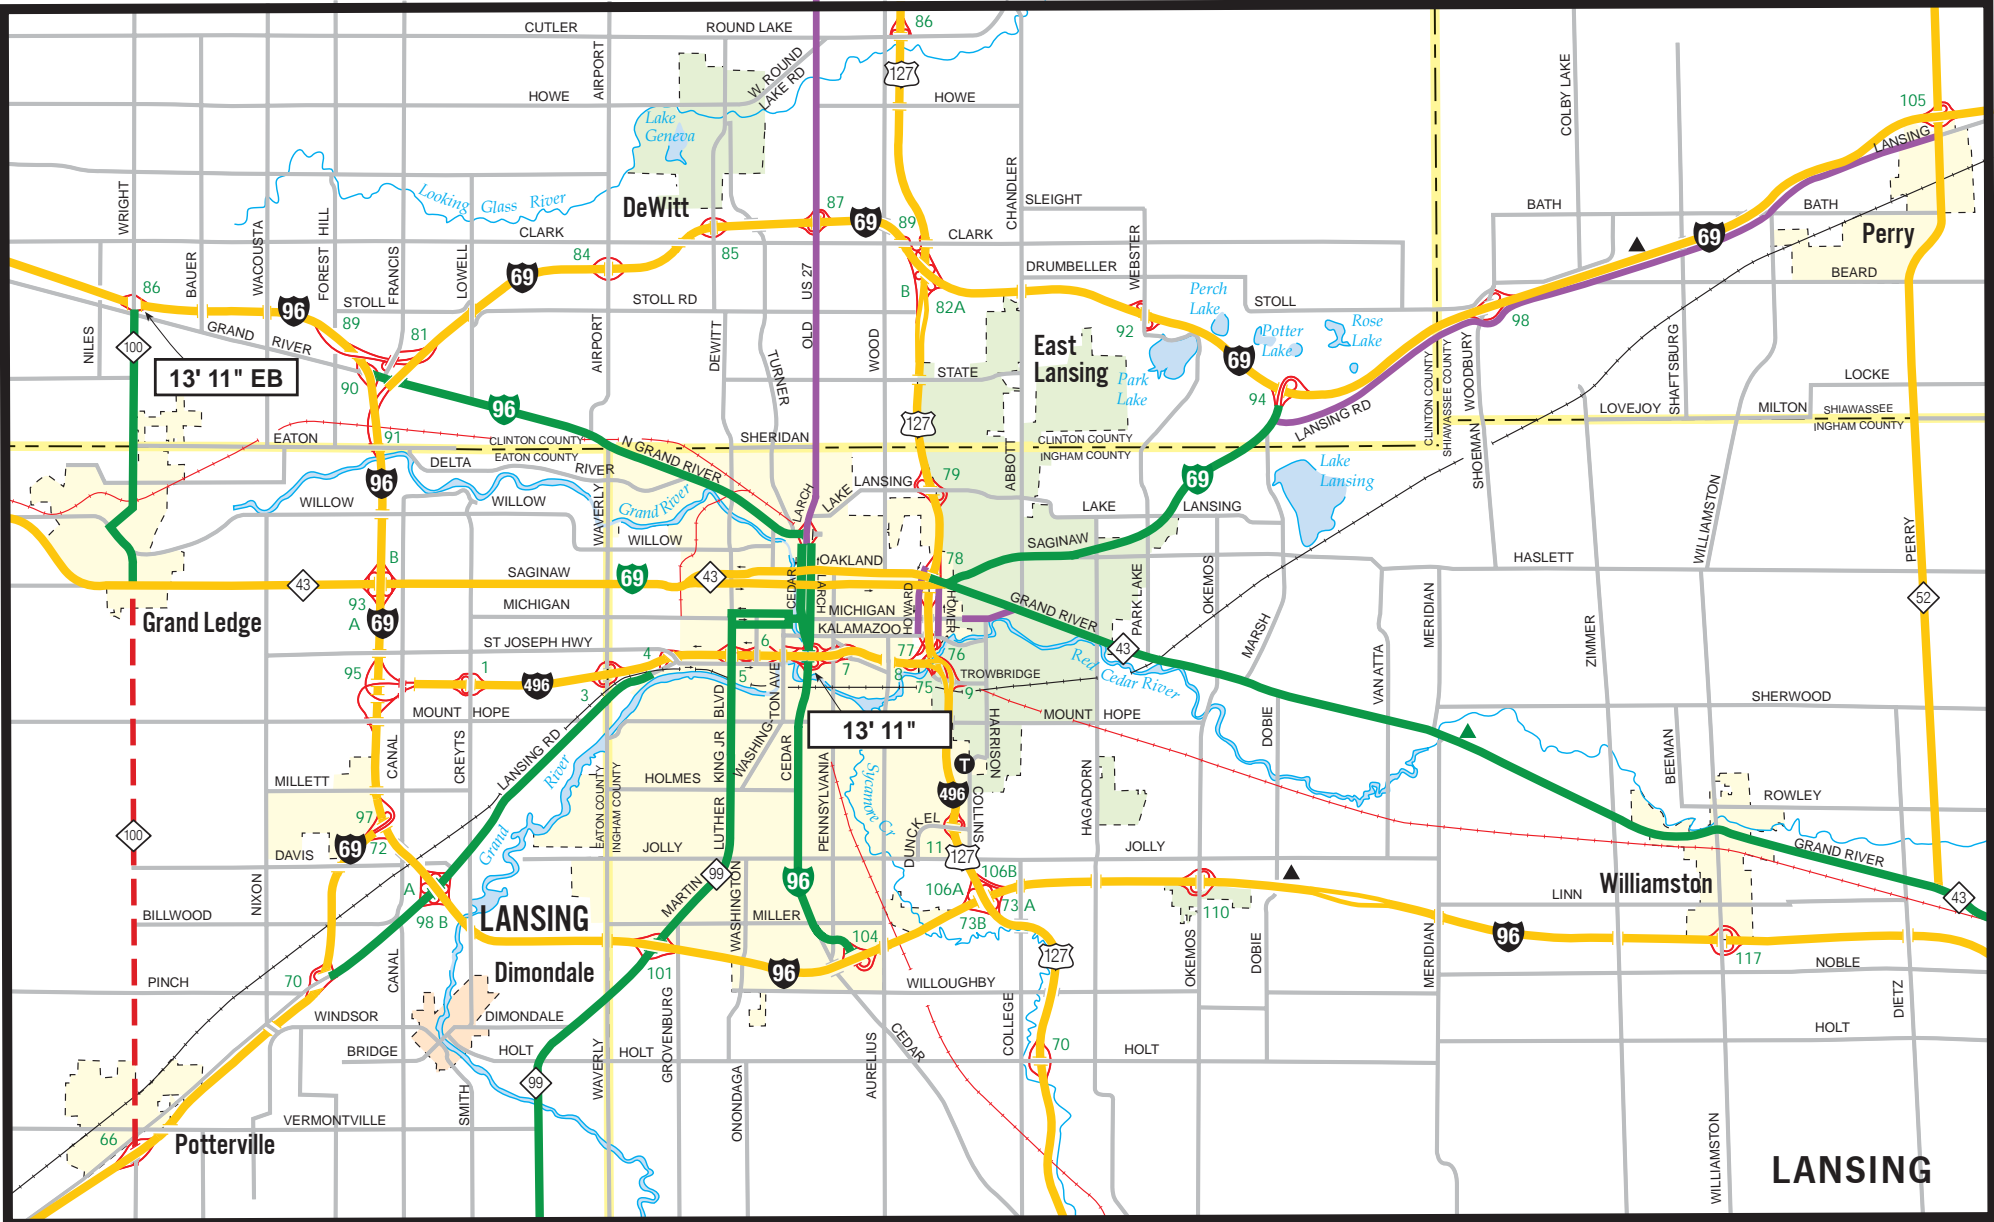 CUTLER
ROUND LAKE
86
127
W. ROUND
LAKE RD
AIRPORT
HOWE
HOWE
COLBY LAKE
105
LANSING
Lake
Geneva
WRIGHT
Looking Glass River
DeWitt
CHANDLER
SLEIGHT
BATH
BATH
Perry
BAUER
WACOUSTA
FOREST HILL
FRANCIS
LOWELL
CLARK
84
85
87
69
89
CLARK
WEBSTER
DRUMBELLER
69
BEARD
86
96
STOLL
89
81
69
STOLL RD
OLD US 27
B
82A
92
Perch
Lake
STOLL
Potter
Lake
Rose
Lake
98
NILES
GRAND RIVER
100
13' 11" EB
90
AIRPORT
DEWITT
TURNER
WOOD
STATE
East
Lansing
Park
Lake
69
94
LANSING RD
CLINTON COUNTY
SHIAWASSEE COUNTY
WOODBURY
SHAFTSBURG
LOCKE
LOVEJOY
MILTON
SHIAWASSEE
INGHAM COUNTY
96
127
EATON
91
CLINTON COUNTY
EATON COUNTY
N GRAND RIVER
SHERIDAN
CLINTON COUNTY
INGHAM COUNTY
DELTA
RIVER
96
WILLOW
WILLOW
WAVERLY
Grand River
WILLOW
LARCH
LAKE
LANSING
79
ABBOTT
69
LAKE
LANSING
Lake
Lansing
SHOEMAN
WILLIAMSTON
PERRY
SAGINAW
HASLETT
B
43
SAGINAW
69
43
OAKLAND
78
93
A
69
MICHIGAN
CEDAR
LARCH
MICHIGAN
KALAMAZOO
HOWARD
HOMER
GRAND RIVER
PARK LAKE
OKEMOS
MARSH
MERIDIAN
ZIMMER
52
Grand Ledge
ST JOSEPH HWY
43
Red
Cedar River
VAN ATTA
95
1
496
3
4
5
6
7
77
8
76
75
TROWBRIDGE
9
SHERWOOD
MOUNT HOPE
LANSING RD
13' 11"
MOUNT HOPE
HARRISON
DOBIE
CANAL
CREYTS
River
LUTHER KING JR BLVD
WASHINGTON AVE
CEDAR
PENNSYLVANIA
Sycamore Cr
T
BEEMAN
MILLETT
HOLMES
496
COLLINS
HAGADORN
ROWLEY
100
97
69
72
Grand
EATON COUNTY
INGHAM COUNTY
DUNCKEL
11
127
DAVIS
JOLLY
JOLLY
GRAND RIVER
NIXON
A
98 B
MARTIN
99
WASHINGTON
96
106B
106A
73 A
73B
110
Williamston
LINN
43
BILLWOOD
LANSING
MILLER
104
127
OKEMOS
DOBIE
MERIDIAN
96
117
70
CANAL
Dimondale
101
96
WILLOUGHBY
NOBLE
PINCH
WINDSOR
DIMONDALE
GROVENBURG
CEDAR
COLLEGE
DIETZ
BRIDGE
HOLT
HOLT
70
HOLT
HOLT
99
SMITH
WAVERLY
ONONDAGA
AURELIUS
VERMONTVILLE
66
Potterville
WILLIAMSTON
LANSING